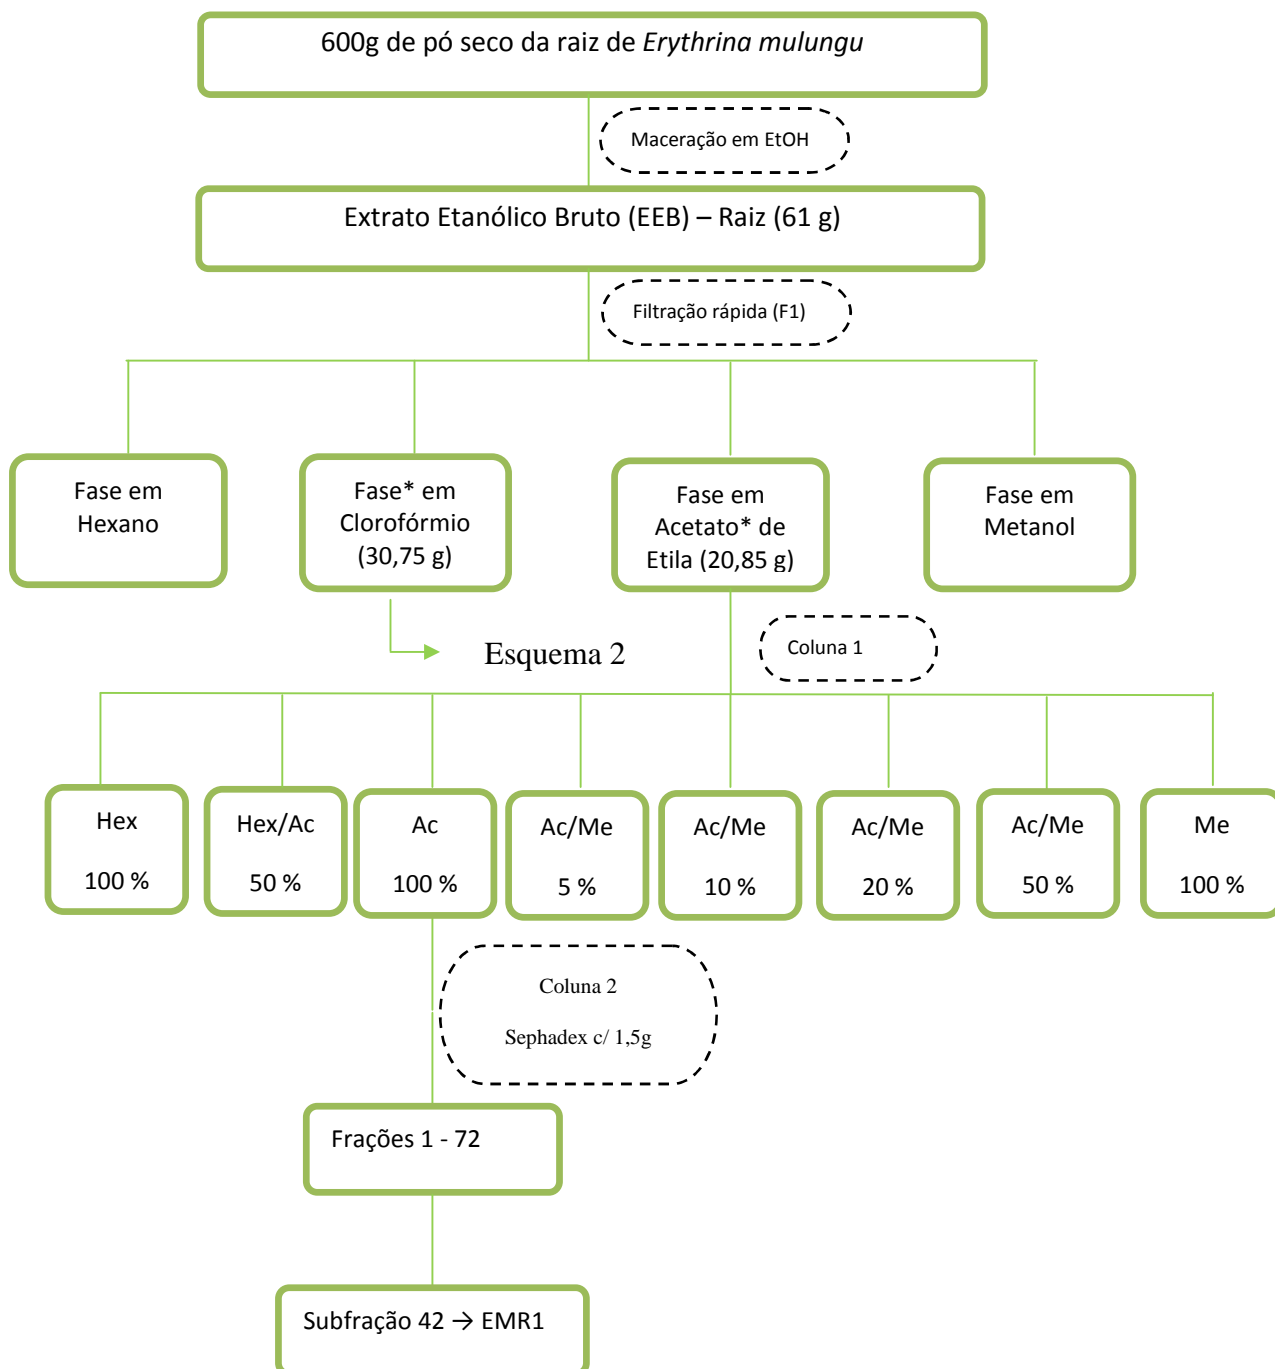 600g de pó seco da raiz de Erythrina mulungu
Maceração em EtOH
Extrato Etanólico Bruto (EEB) – Raiz (61 g)
Filtração rápida (F1)
Fase em
Hexano
Fase* em
Clorofórmio
(30,75 g)
Fase em
Acetato* de
Etila (20,85 g)
Fase em
Metanol
Esquema 2
Coluna 1
Hex
100 %
Hex/Ac
50 %
Ac
100 %
Ac/Me
5 %
Ac/Me
10 %
Ac/Me
20 %
Ac/Me
50 %
Me
100 %
Coluna 2
Sephadex c/ 1,5g
Frações 1 - 72
Subfração 42 → EMR1